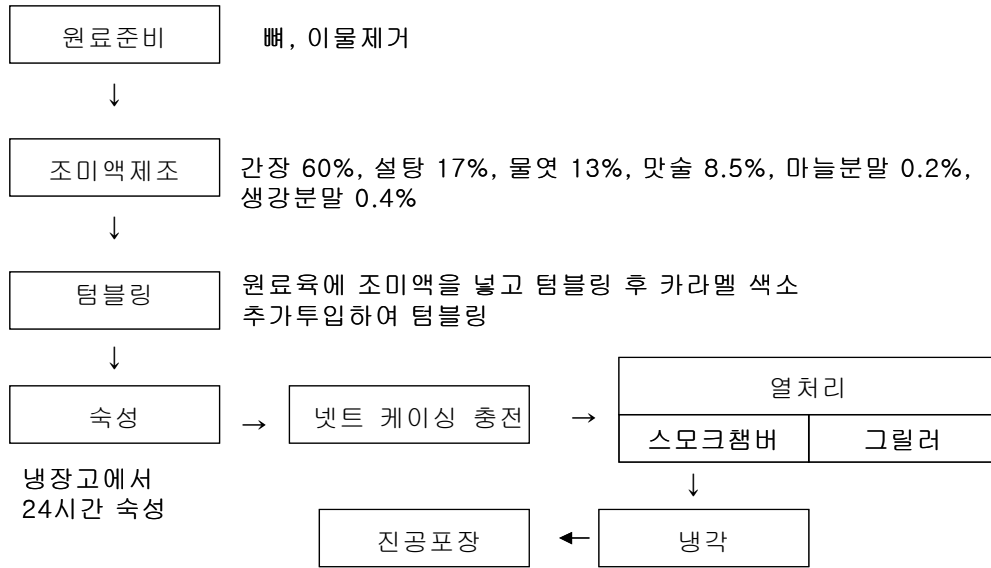 원료준비
뼈, 이물제거
↓
조미액제조
간장 60%, 설탕 17%, 물엿 13%, 맛술 8.5%, 마늘분말 0.2%,
생강분말 0.4%
↓
텀블링
원료육에 조미액을 넣고 텀블링 후 카라멜 색소
추가투입하여 텀블링
↓
숙성
→
넷트 케이싱 충전
→
열처리
스모크챔버
그릴러
냉장고에서
24시간 숙성
↓
진공포장
←
냉각